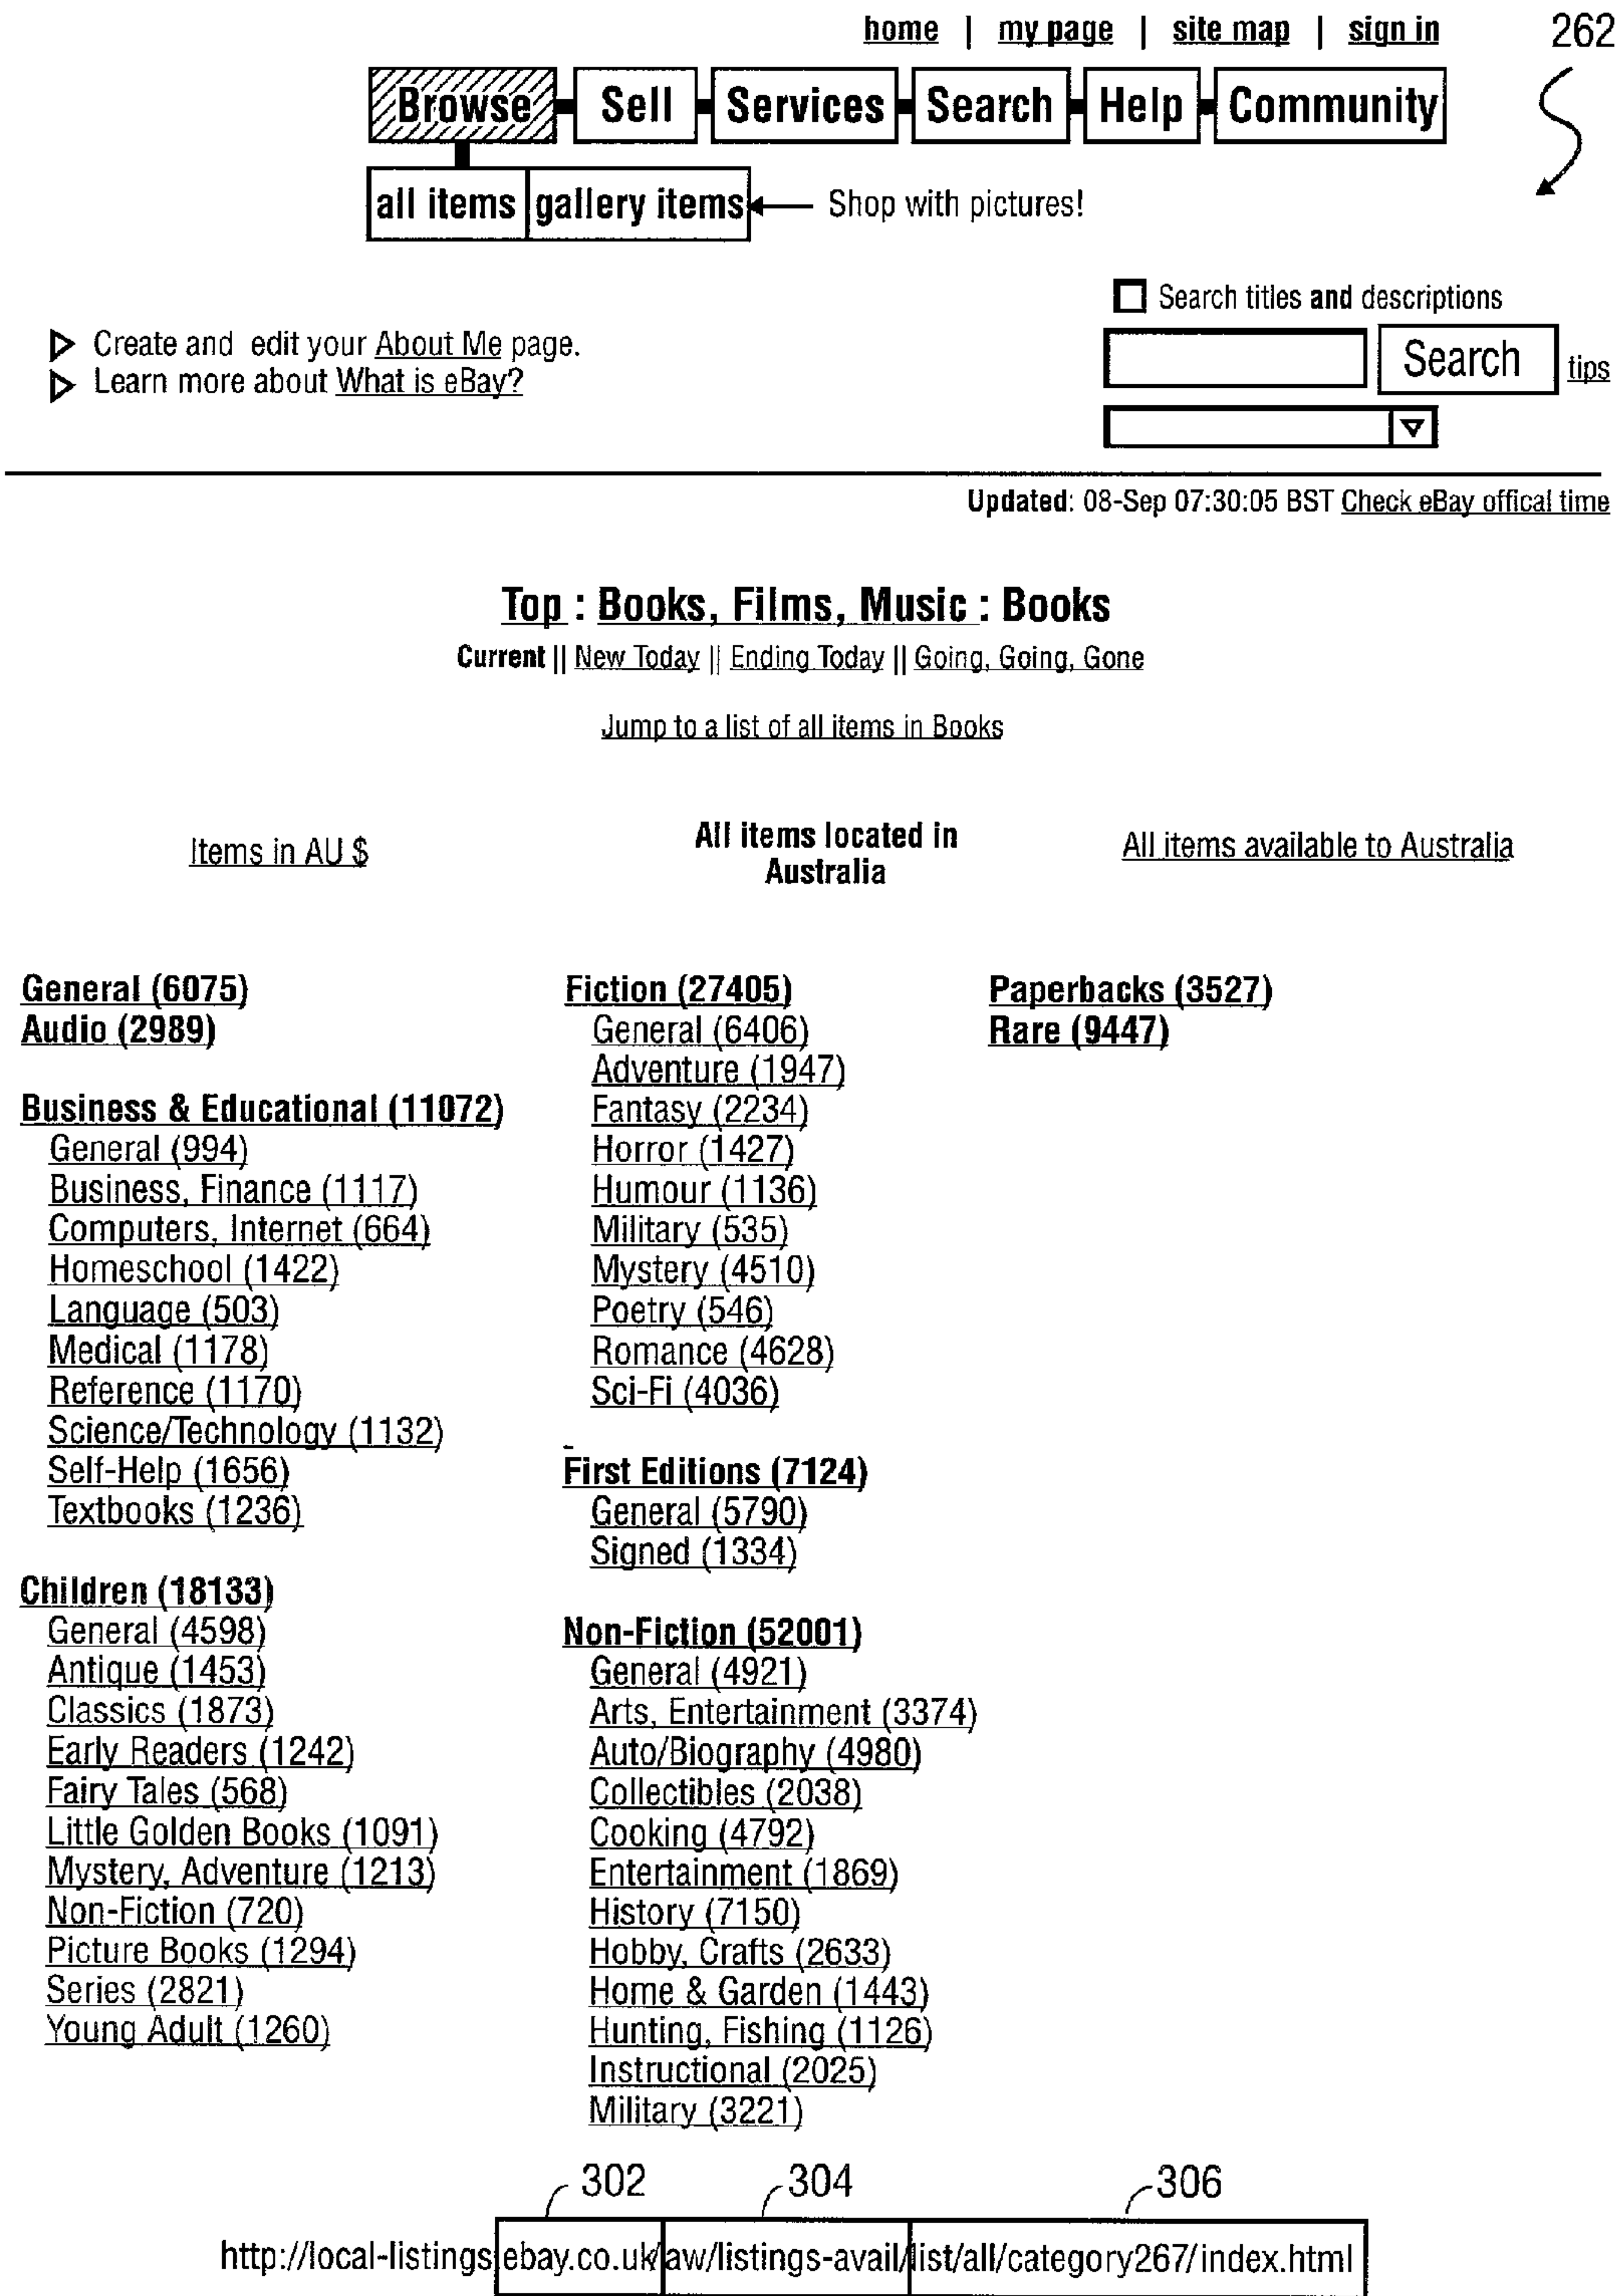 home | my page | site map | sign in
262
Browse Sell Services Search Help Community
all items gallery items Shop with pictures!
Search titles and descriptions
Create and edit your About Me page.
Learn more about What is eBay?
Search tips
Updated: 08-Sep 07:30:05 BST Check eBay offical time
Top : Books, Films, Music : Books
Current || New Today || Ending Today || Going, Going, Gone
Jump to a list of all items in Books
Items in AU $
All items located in
Australia
All items available to Australia
General (6075)
Audio (2989)
Business & Educational (11072)
General (994)
Business, Finance (1117)
Computers, Internet (664)
Homeschool (1422)
Language (503)
Medical (1178)
Reference (1170)
Science/Technology (1132)
Self-Help (1656)
Textbooks (1236)
Children (18133)
General (4598)
Antique (1453)
Classics (1873)
Early Readers (1242)
Fairy Tales (568)
Little Golden Books (1091)
Mystery, Adventure (1213)
Non-Fiction (720)
Picture Books (1294)
Series (2821)
Young Adult (1260)
Fiction (27405)
General (6406)
Adventure (1947)
Fantasy (2234)
Horror (1427)
Humour (1136)
Military (535)
Mystery (4510)
Poetry (546)
Romance (4628)
Sci-Fi (4036)
First Editions (7124)
General (5790)
Signed (1334)
Non-Fiction (52001)
General (4921)
Arts, Entertainment (3374)
Auto/Biography (4980)
Collectibles (2038)
Cooking (4792)
Entertainment (1869)
History (7150)
Hobby, Crafts (2633)
Home & Garden (1443)
Hunting, Fishing (1126)
Instructional (2025)
Military (3221)
Paperbacks (3527)
Rare (9447)
302 304 306
http://local-listings ebay.co.uk/aw/listings-avail/list/all/category267/index.html